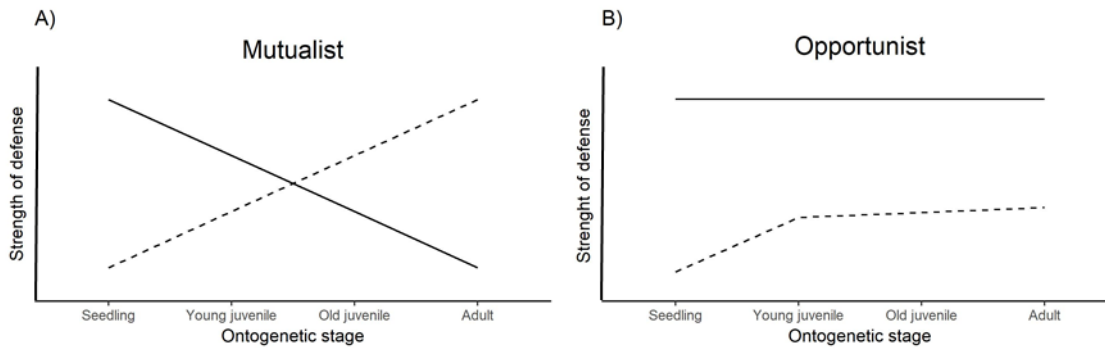 A)
Mutualist
Strength of defense
Seedling
Young juvenile
Old juvenile
Adult
Ontogenetic stage
B)
Opportunist
Strenght of defense
Seedling
Young juvenile
Old juvenile
Adult
Ontogenetic stage